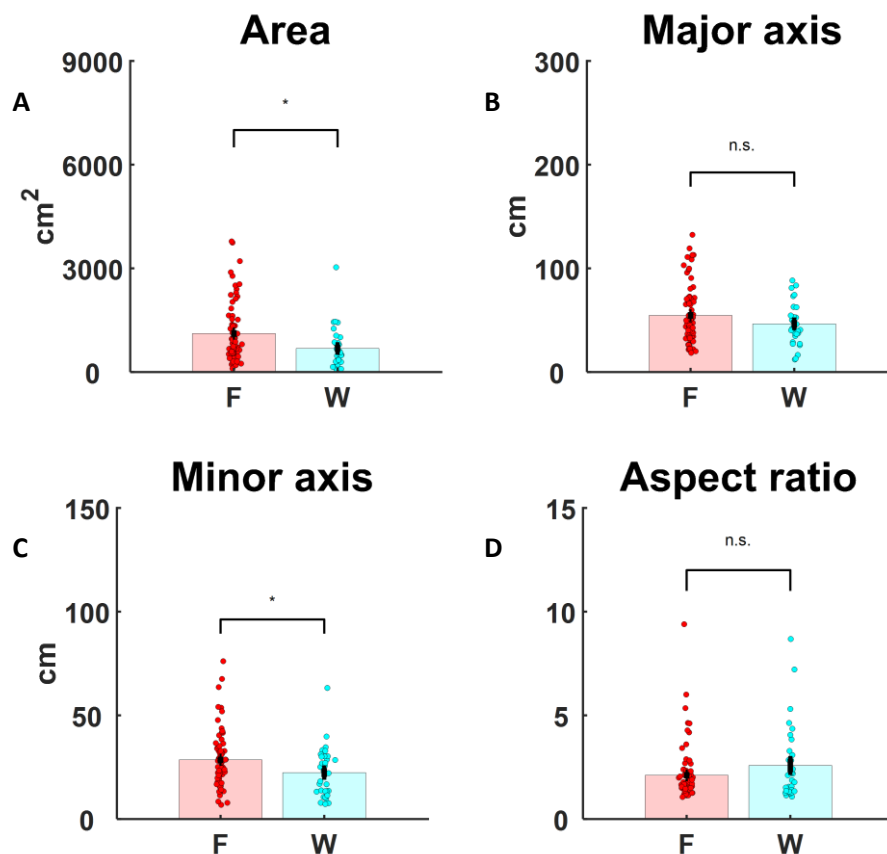 Area
A
9000
6000
3000
0
cm2
*
F W
Major axis
B
300
200
100
0
cm
n.s.
F W
Minor axis
C
150
100
50
0
cm
*
F W
Aspect ratio
D
15
10
5
0
n.s.
F W